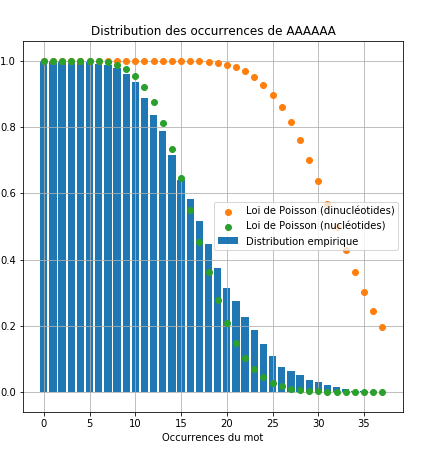 Distribution des occurrences de AAAAAA
1.0
0.8
0.6
0.4
0.2
0.0
Loi de Poisson (dinucléotides)
Loi de Poisson (nucléotides)
Distribution empirique
0 5 10 15 20 25 30 35
Occurrences du mot